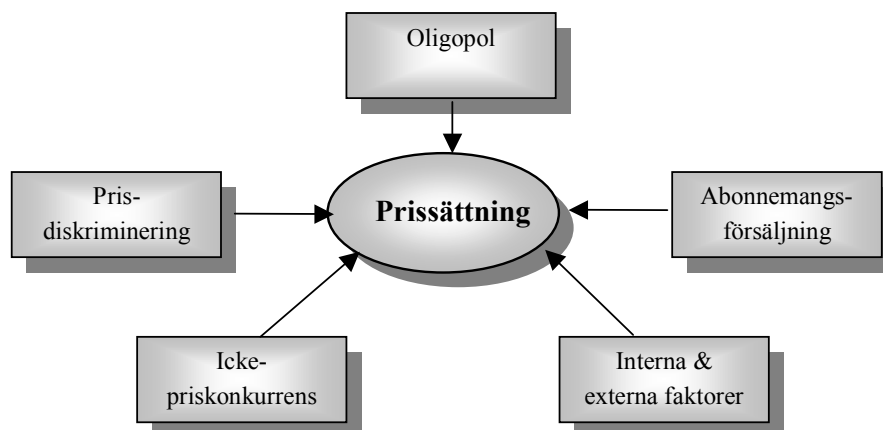 Oligopol
Pris-
diskriminering
Prissättning
Abonnemangs-
försäljning
Icke-
priskonkurrens
Interna &
externa faktorer